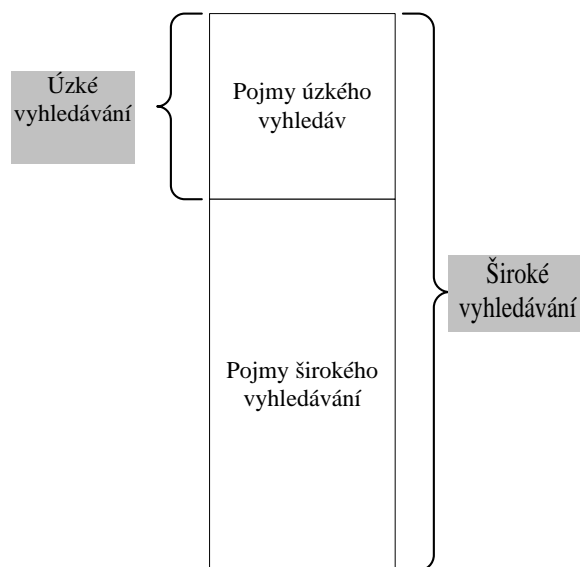 Úzké
vyhledávání
Pojmy úzkého
vyhledáv
Široké
vyhledávání
Pojmy širokého
vyhledávání